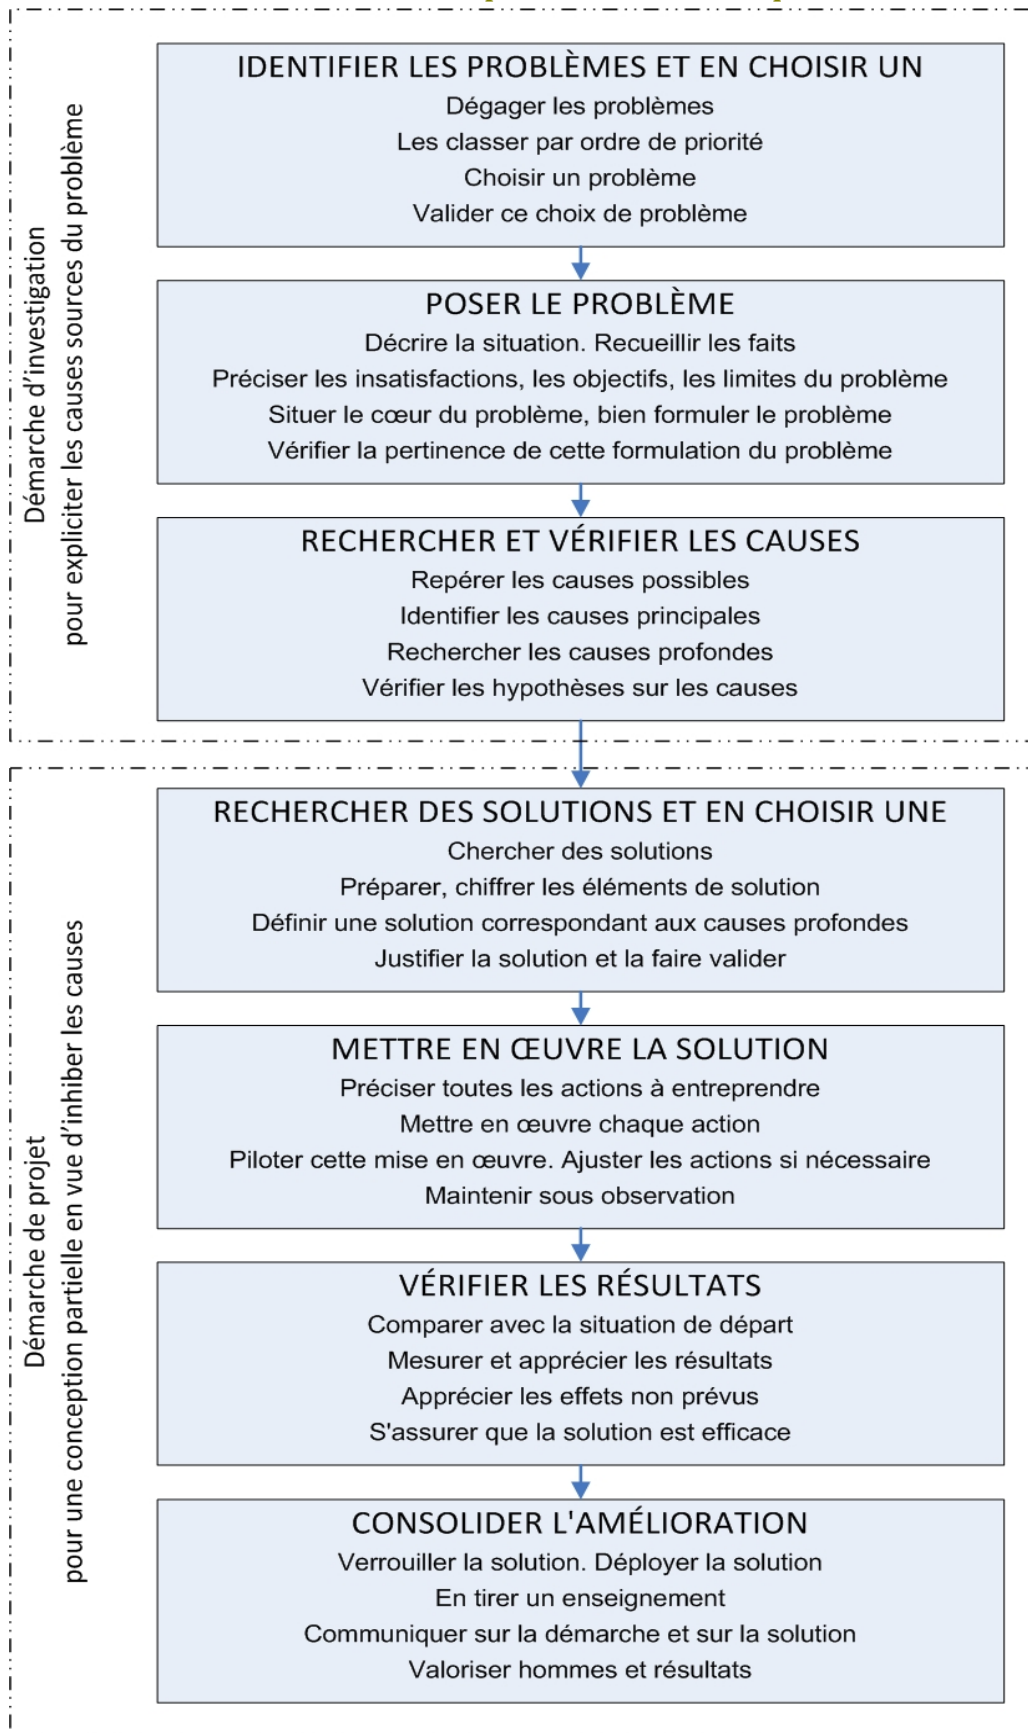 IDENTIFIER LES PROBLÈMES ET EN CHOISIR UN
Dégager les problèmes
Les classer par ordre de priorité
Choisir un problème
Valider ce choix de problème
POSER LE PROBLÈME
Décrire la situation. Recueillir les faits
Préciser les insatisfactions, les objectifs, les limites du problème
Situer le cœur du problème, bien formuler le problème
Vérifier la pertinence de cette formulation du problème
RECHERCHER ET VÉRIFIER LES CAUSES
Repérer les causes possibles
Identifier les causes principales
Rechercher les causes profondes
Vérifier les hypothèses sur les causes
Démarche d'investigation
pour expliciter les causes sources du problème
RECHERCHER DES SOLUTIONS ET EN CHOISIR UNE
Chercher des solutions
Préparer, chiffrer les éléments de solution
Définir une solution correspondant aux causes profondes
Justifier la solution et la faire valider
METTRE EN ŒUVRE LA SOLUTION
Préciser toutes les actions à entreprendre
Mettre en œuvre chaque action
Piloter cette mise en œuvre. Ajuster les actions si nécessaire
Maintenir sous observation
VÉRIFIER LES RÉSULTATS
Comparer avec la situation de départ
Mesurer et apprécier les résultats
Apprécier les effets non prévus
S'assurer que la solution est efficace
CONSOLIDER L'AMÉLIORATION
Verrouiller la solution. Déployer la solution
En tirer un enseignement
Communiquer sur la démarche et sur la solution
Valoriser hommes et résultats
Démarche de projet
pour une conception partielle en vue d'inhiber les causes